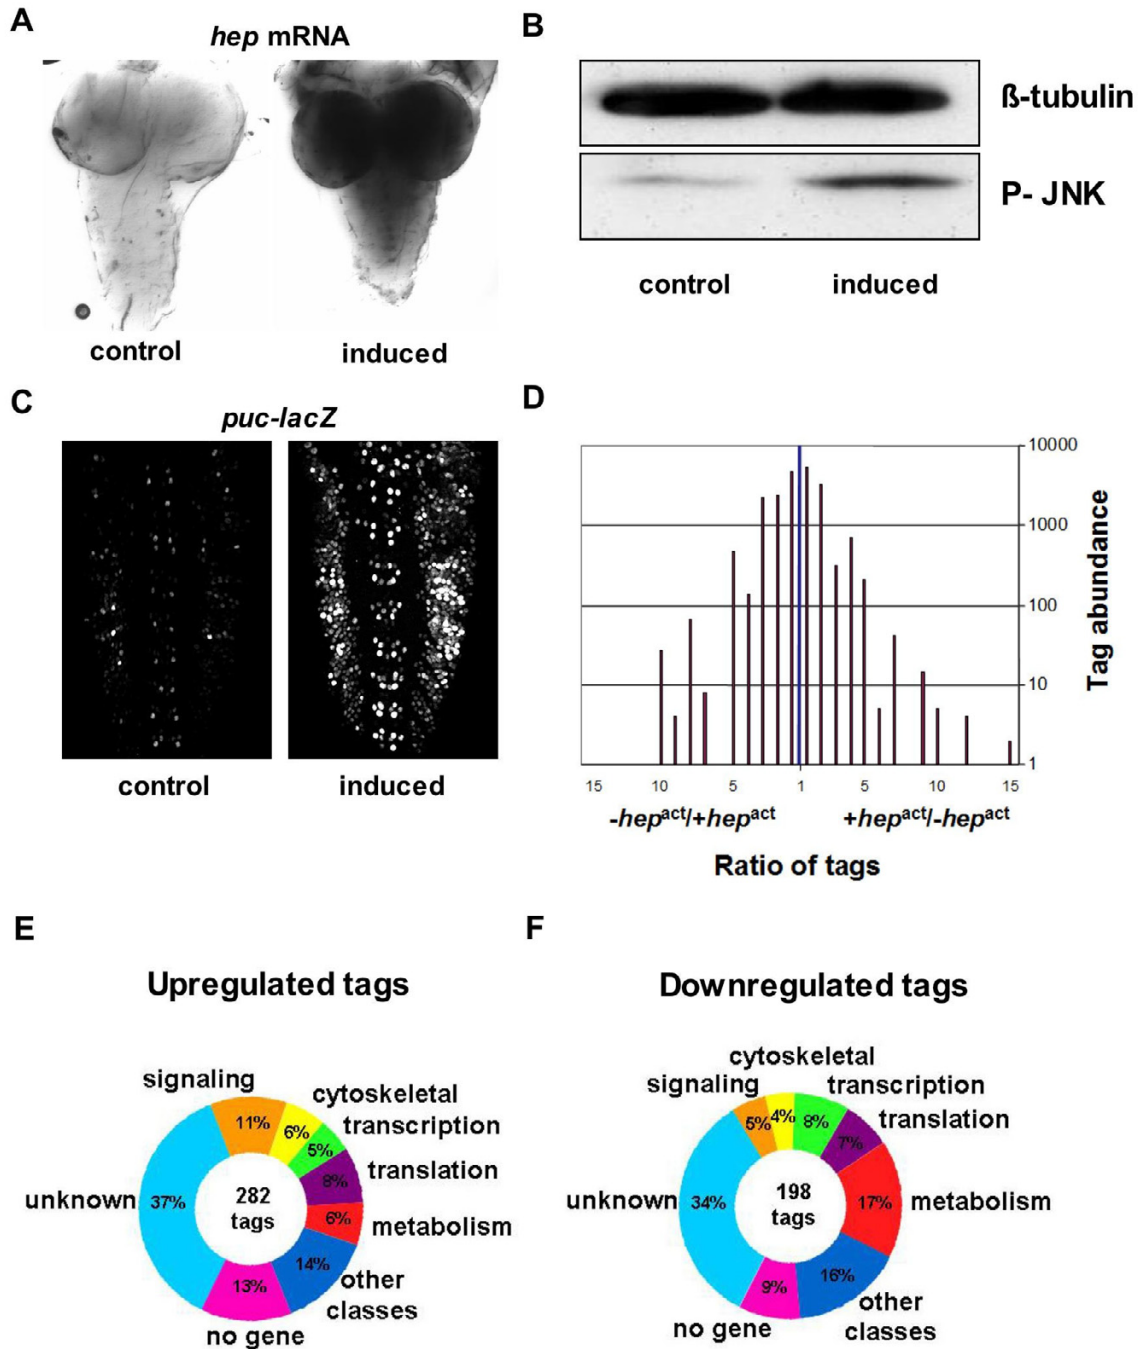 A
hep mRNA
control
induced
B
ß-tubulin
P- JNK
control
induced
C
puc-lacZ
control
induced
D
10000
1000
100
10
1
Tag abundance
15 10 5 1 5 10 15
-hepact/+hepact +hepact/-hepact
Ratio of tags
E
Upregulated tags
signaling
cytoskeletal
transcription
translation
metabolism
other
classes
no gene
unknown
11%
6%
5%
8%
6%
14%
13%
37%
282
tags
F
Downregulated tags
cytoskeletal
signaling
transcription
translation
metabolism
other
classes
no gene
unknown
5%
4%
8%
7%
17%
16%
9%
34%
198
tags